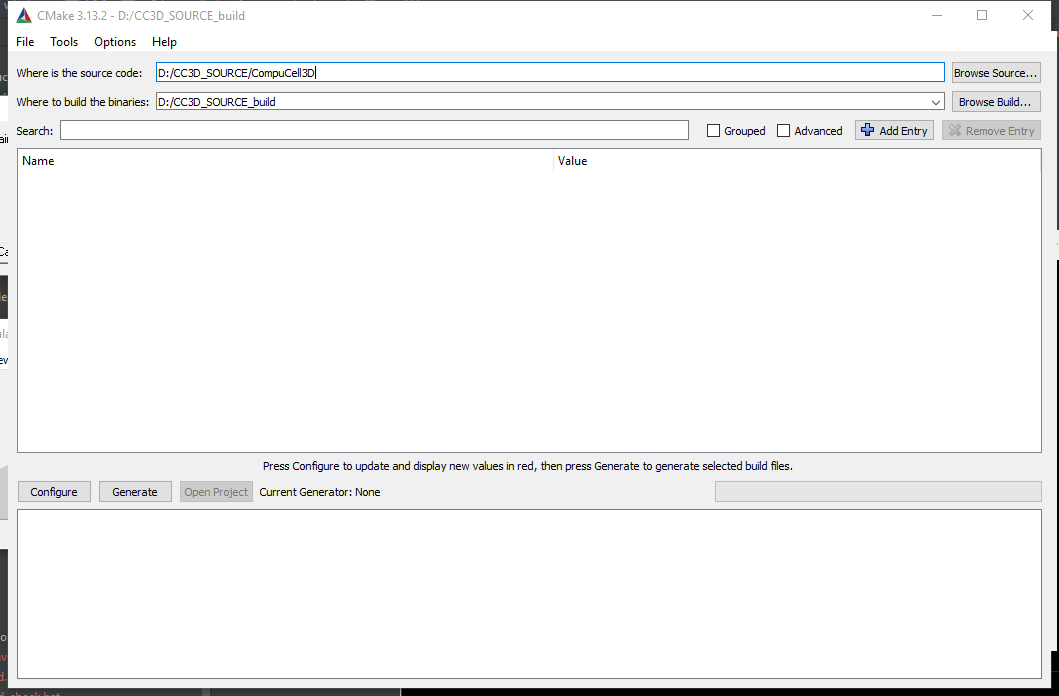 CMake 3.13.2 - D:/CC3D_SOURCE_build
File Tools Options Help
Where is the source code: D:/CC3D_SOURCE/CompuCell3D Browse Source...
Where to build the binaries: D:/CC3D_SOURCE_build Browse Build...
Search: Grouped Advanced Add Entry Remove Entry
Name Value
Press Configure to update and display new values in red, then press Generate to generate selected build files.
Configure Generate Open Project Current Generator: None